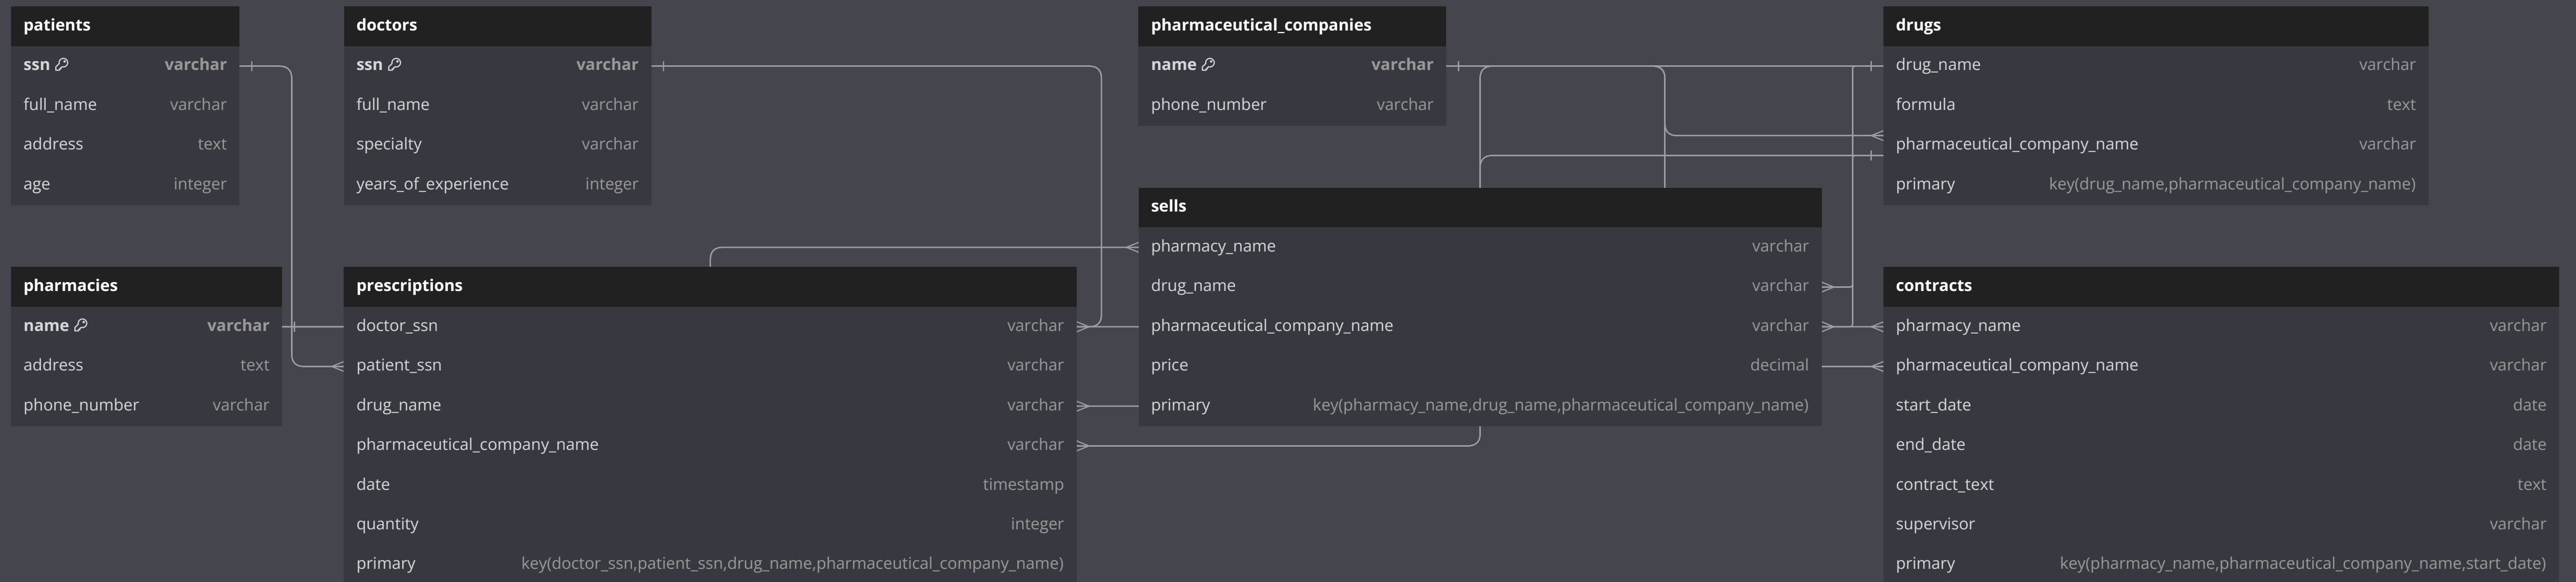 patients
ssn varchar
full_name varchar
address text
age integer
doctors
ssn varchar
full_name varchar
specialty varchar
years_of_experience integer
pharmaceutical_companies
name varchar
phone_number varchar
drugs
drug_name varchar
formula text
pharmaceutical_company_name varchar
primary key(drug_name,pharmaceutical_company_name)
sells
pharmacy_name varchar
drug_name varchar
pharmaceutical_company_name varchar
price decimal
primary key(pharmacy_name,drug_name,pharmaceutical_company_name)
pharmacies
name varchar
address text
phone_number varchar
prescriptions
doctor_ssn varchar
patient_ssn varchar
drug_name varchar
pharmaceutical_company_name varchar
date timestamp
quantity integer
primary key(doctor_ssn,patient_ssn,drug_name,pharmaceutical_company_name)
contracts
pharmacy_name varchar
pharmaceutical_company_name varchar
start_date date
end_date date
contract_text text
supervisor varchar
primary key(pharmacy_name,pharmaceutical_company_name,start_date)